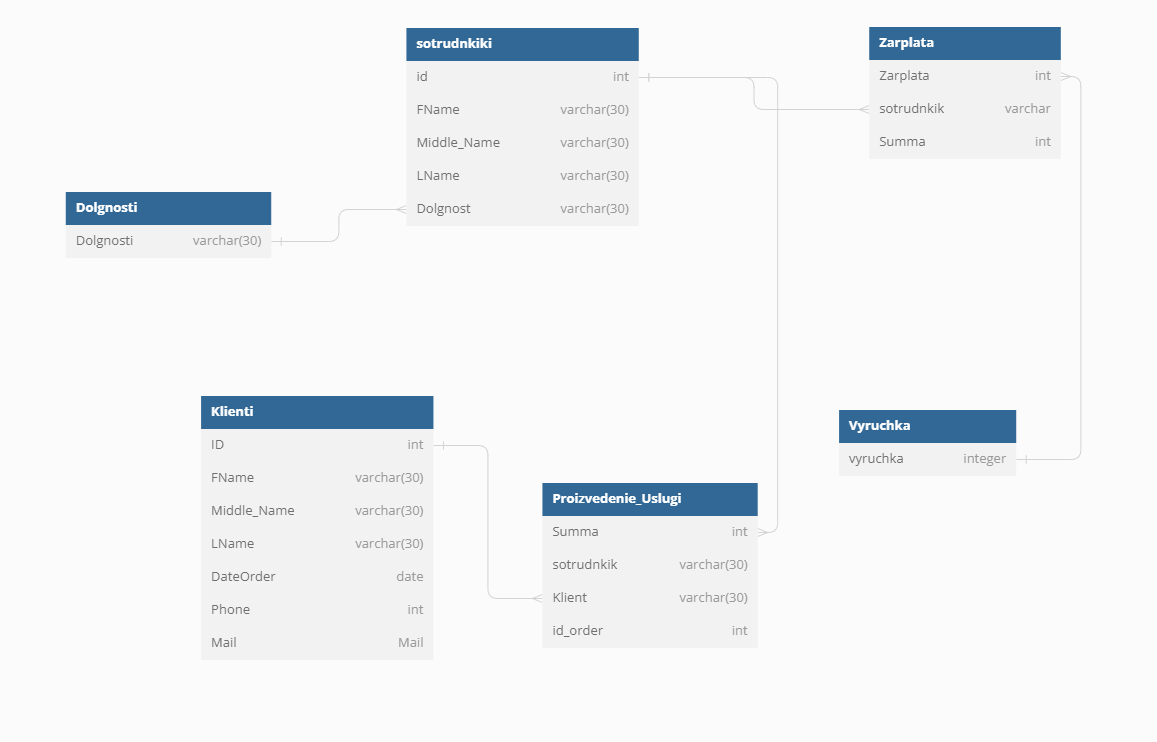 sotrudnkiki
id int
FName varchar(30)
Middle_Name varchar(30)
LName varchar(30)
Dolgnost varchar(30)
Zarplata
Zarplata int
sotrudnkik varchar
Summa int
Dolgnosti
Dolgnosti varchar(30)
Klienti
ID int
FName varchar(30)
Middle_Name varchar(30)
LName varchar(30)
DateOrder date
Phone int
Mail Mail
Proizvedenie_Uslugi
Summa int
sotrudnkik varchar(30)
Klient varchar(30)
id_order int
Vyruchka
vyruchka integer